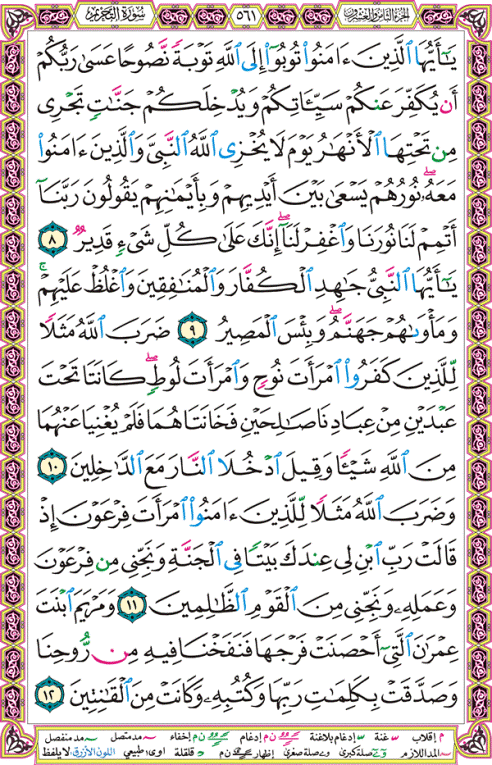 الجزء الثامن والعشرون
٥٦١
سورة التحريم
يَـٰٓأَيُّهَا ٱلَّذِينَ ءَامَنُوا۟ تُوبُوٓا۟ إِلَى ٱللَّهِ تَوْبَةً نَّصُوحًا عَسَىٰ رَبُّكُمْ
أَن يُكَفِّرَ عَنكُمْ سَيِّـَٔاتِكُمْ وَيُدْخِلَكُمْ جَنَّـٰتٍ تَجْرِى
مِن تَحْتِهَا ٱلْأَنْهَـٰرُ يَوْمَ لَا يُخْزِى ٱللَّهُ ٱلنَّبِىَّ وَٱلَّذِينَ ءَامَنُوا۟
مَعَهُۥ ۖ نُورُهُمْ يَسْعَىٰ بَيْنَ أَيْدِيهِمْ وَبِأَيْمَـٰنِهِمْ يَقُولُونَ رَبَّنَآ
أَتْمِمْ لَنَا نُورَنَا وَٱغْفِرْ لَنَآ ۖ إِنَّكَ عَلَىٰ كُلِّ شَىْءٍ قَدِيرٌ ٨
يَـٰٓأَيُّهَا ٱلنَّبِىُّ جَـٰهِدِ ٱلْكُفَّارَ وَٱلْمُنَـٰفِقِينَ وَٱغْلُظْ عَلَيْهِمْ ۚ
وَمَأْوَىٰهُمْ جَهَنَّمُ ۖ وَبِئْسَ ٱلْمَصِيرُ ٩ ضَرَبَ ٱللَّهُ مَثَلًا
لِّلَّذِينَ كَفَرُوا۟ ٱمْرَأَتَ نُوحٍ وَٱمْرَأَتَ لُوطٍ ۖ كَانَتَا تَحْتَ
عَبْدَيْنِ مِنْ عِبَادِنَا صَـٰلِحَيْنِ فَخَانَتَاهُمَا فَلَمْ يُغْنِيَا عَنْهُمَا
مِنَ ٱللَّهِ شَيْـًٔا وَقِيلَ ٱدْخُلَا ٱلنَّارَ مَعَ ٱلدَّٰخِلِينَ ١٠
وَضَرَبَ ٱللَّهُ مَثَلًا لِّلَّذِينَ ءَامَنُوا۟ ٱمْرَأَتَ فِرْعَوْنَ إِذْ
قَالَتْ رَبِّ ٱبْنِ لِى عِندَكَ بَيْتًا فِى ٱلْجَنَّةِ وَنَجِّنِى مِن فِرْعَوْنَ
وَعَمَلِهِۦ وَنَجِّنِى مِنَ ٱلْقَوْمِ ٱلظَّـٰلِمِينَ ١١ وَمَرْيَمَ ٱبْنَتَ
عِمْرَٰنَ ٱلَّتِىٓ أَحْصَنَتْ فَرْجَهَا فَنَفَخْنَا فِيهِ مِن رُّوحِنَا
وَصَدَّقَتْ بِكَلِمَـٰتِ رَبِّهَا وَكُتُبِهِۦ وَكَانَتْ مِنَ ٱلْقَـٰنِتِينَ ١٢
م إقلاب غنة إدغام بلاغنة ن م إدغام ن م إخفاء مد متصل مد منفصل
المد اللازم صلة كبرى وصلة صغرى إظهار ن م قلقلة اوى: طبيعي اللون الأزرق: لا يلفظ